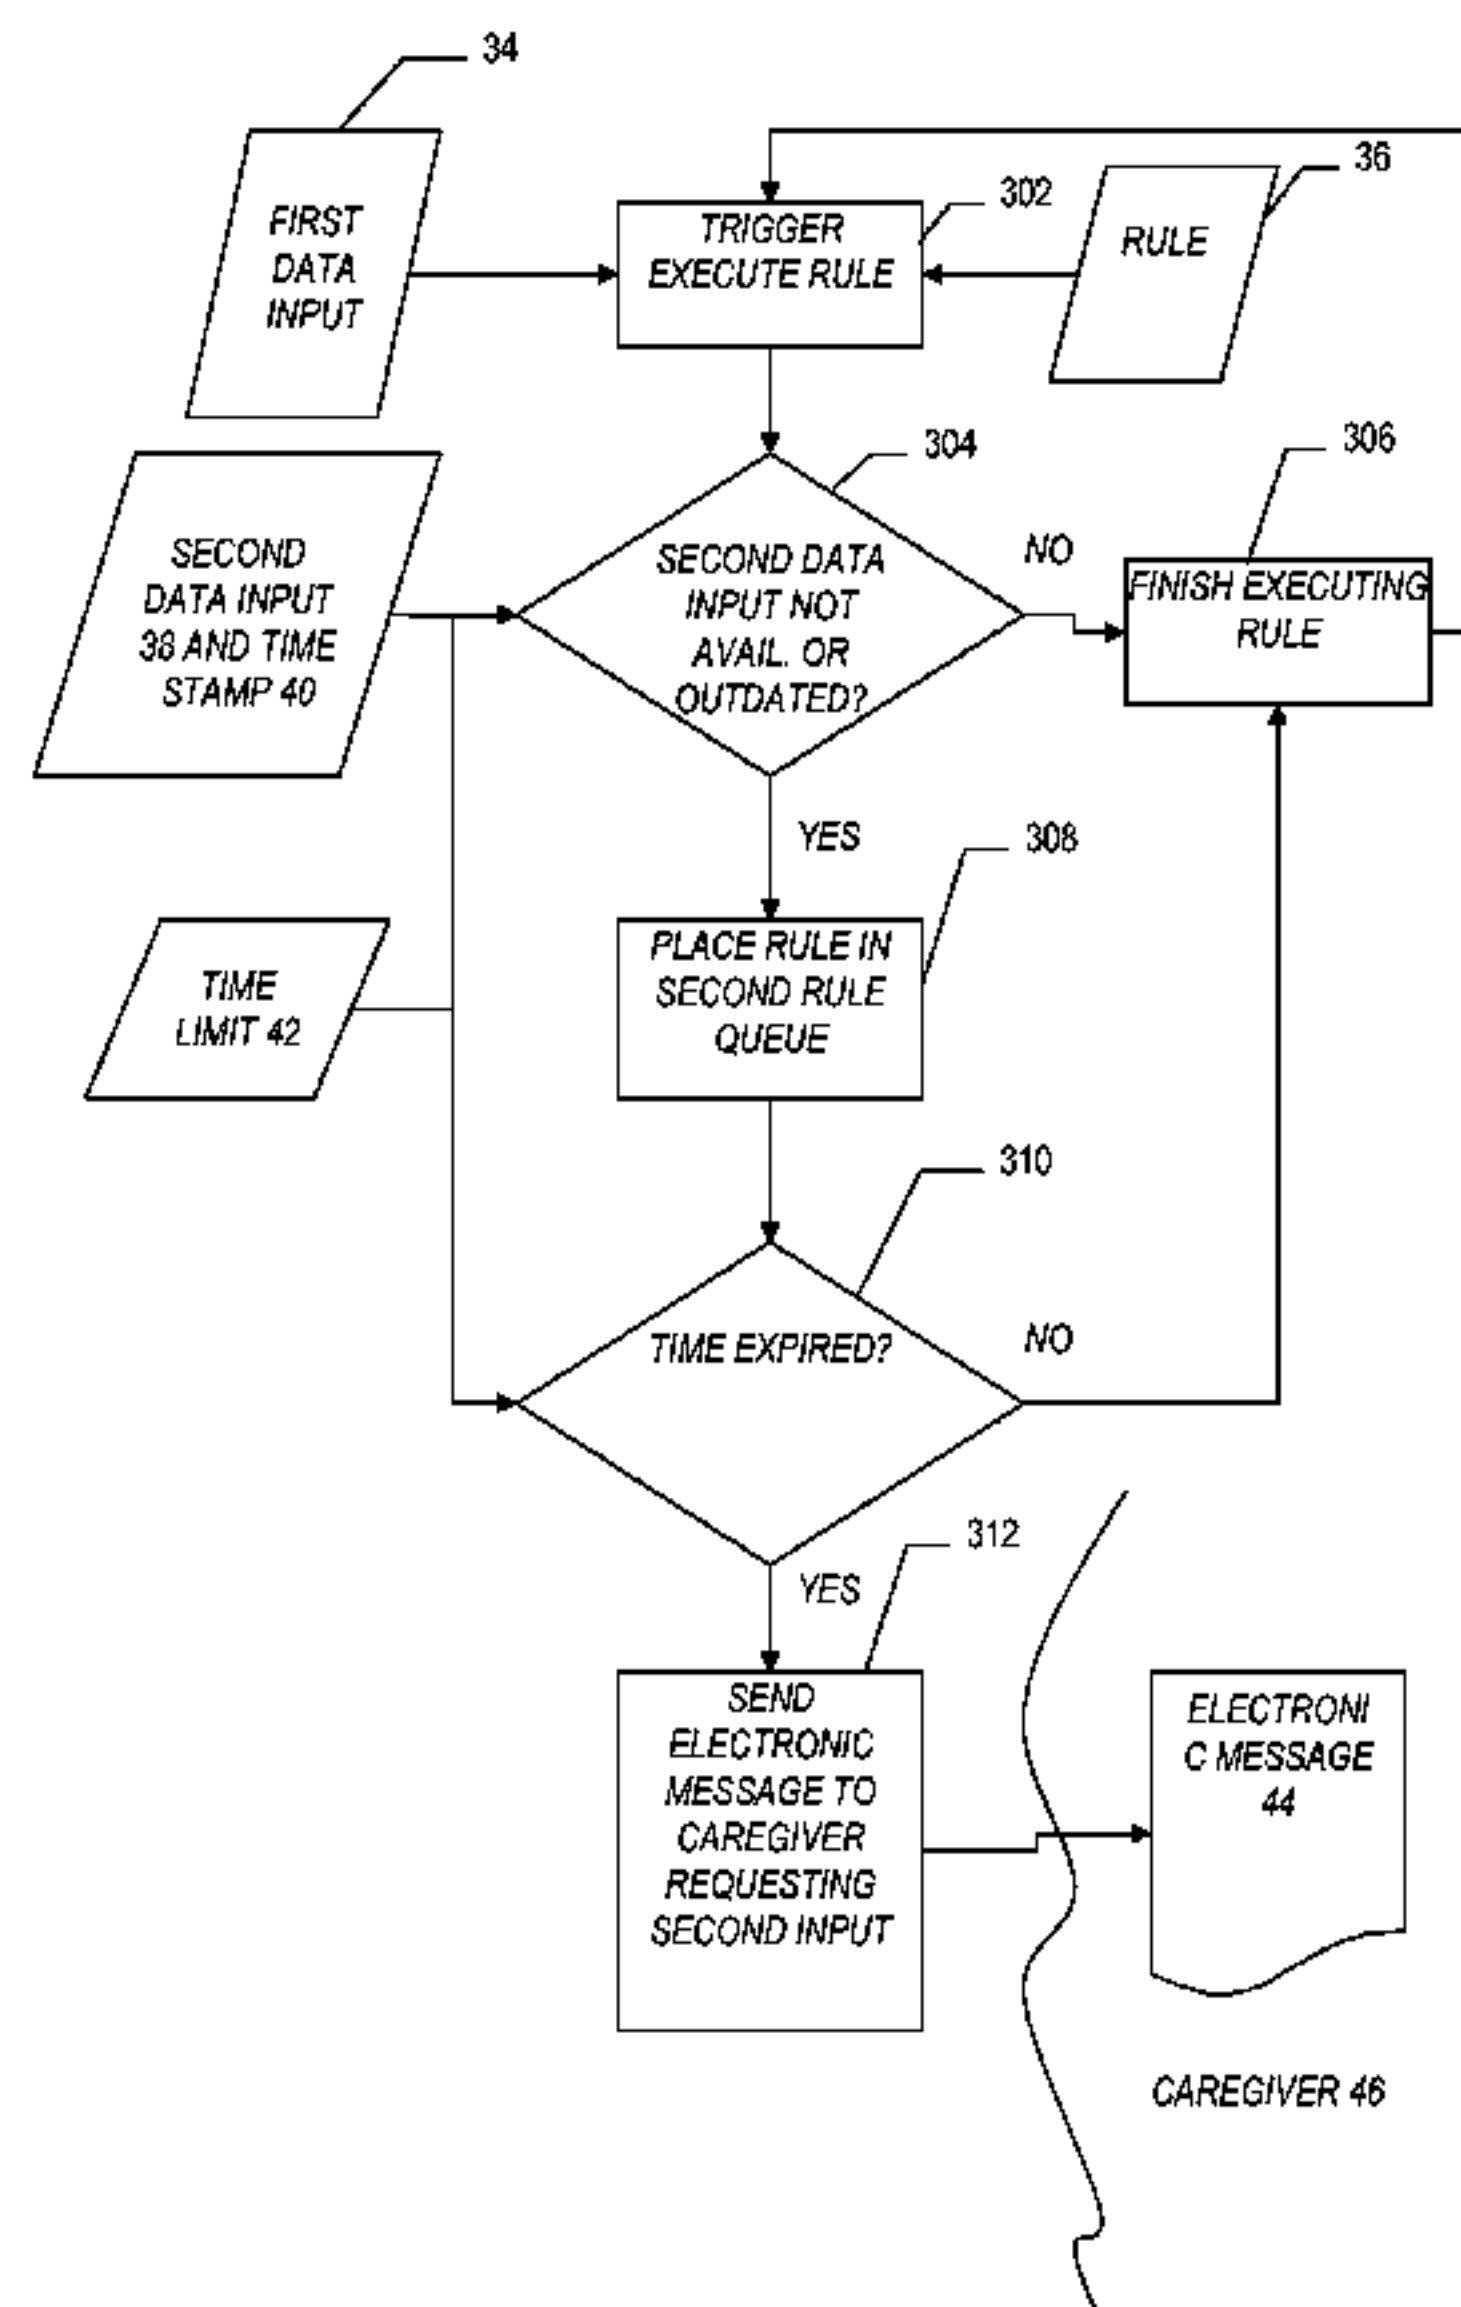 34
FIRST
DATA
INPUT
TRIGGER
EXECUTE RULE
302
RULE
36
SECOND
DATA INPUT
38 AND TIME
STAMP 40
SECOND DATA
INPUT NOT
AVAIL. OR
OUTDATED?
304
NO
306
FINISH EXECUTING
RULE
YES
308
PLACE RULE IN
SECOND RULE
QUEUE
TIME
LIMIT 42
310
TIME EXPIRED?
NO
YES
312
SEND
ELECTRONIC
MESSAGE TO
CAREGIVER
REQUESTING
SECOND INPUT
ELECTRONI
C MESSAGE
44
CAREGIVER 46